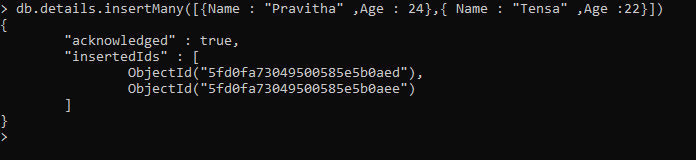 > db.details.insertMany([{Name : "Pravitha" ,Age : 24},{ Name : "Tensa" ,Age :22}])
{
        "acknowledged" : true,
        "insertedIds" : [
                ObjectId("5fd0fa73049500585e5b0aed"),
                ObjectId("5fd0fa73049500585e5b0aee")
        ]
}
>